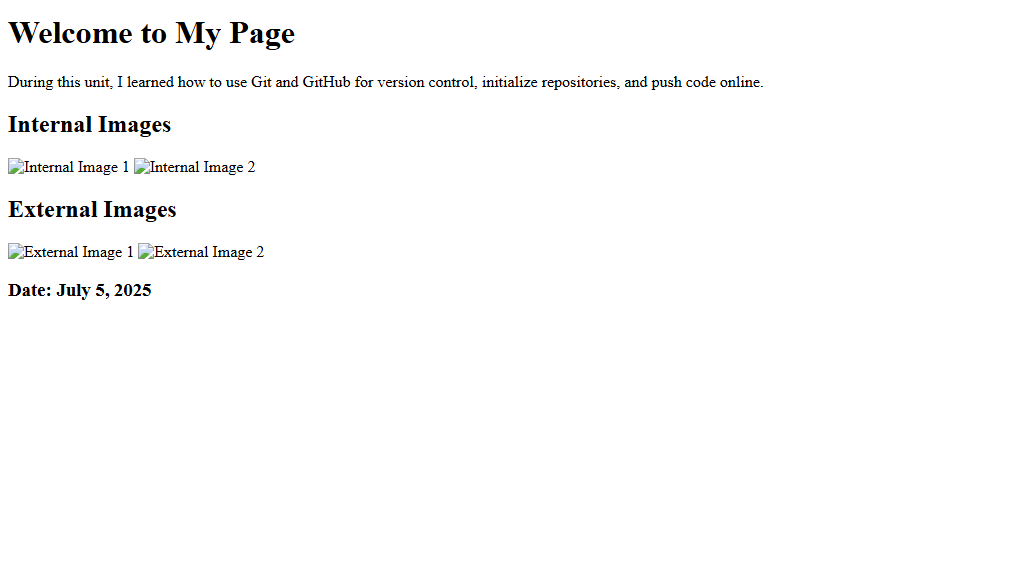 Welcome to My Page
During this unit, I learned how to use Git and GitHub for version control, initialize repositories, and push code online.
Internal Images
Internal Image 1 Internal Image 2
External Images
External Image 1 External Image 2
Date: July 5, 2025